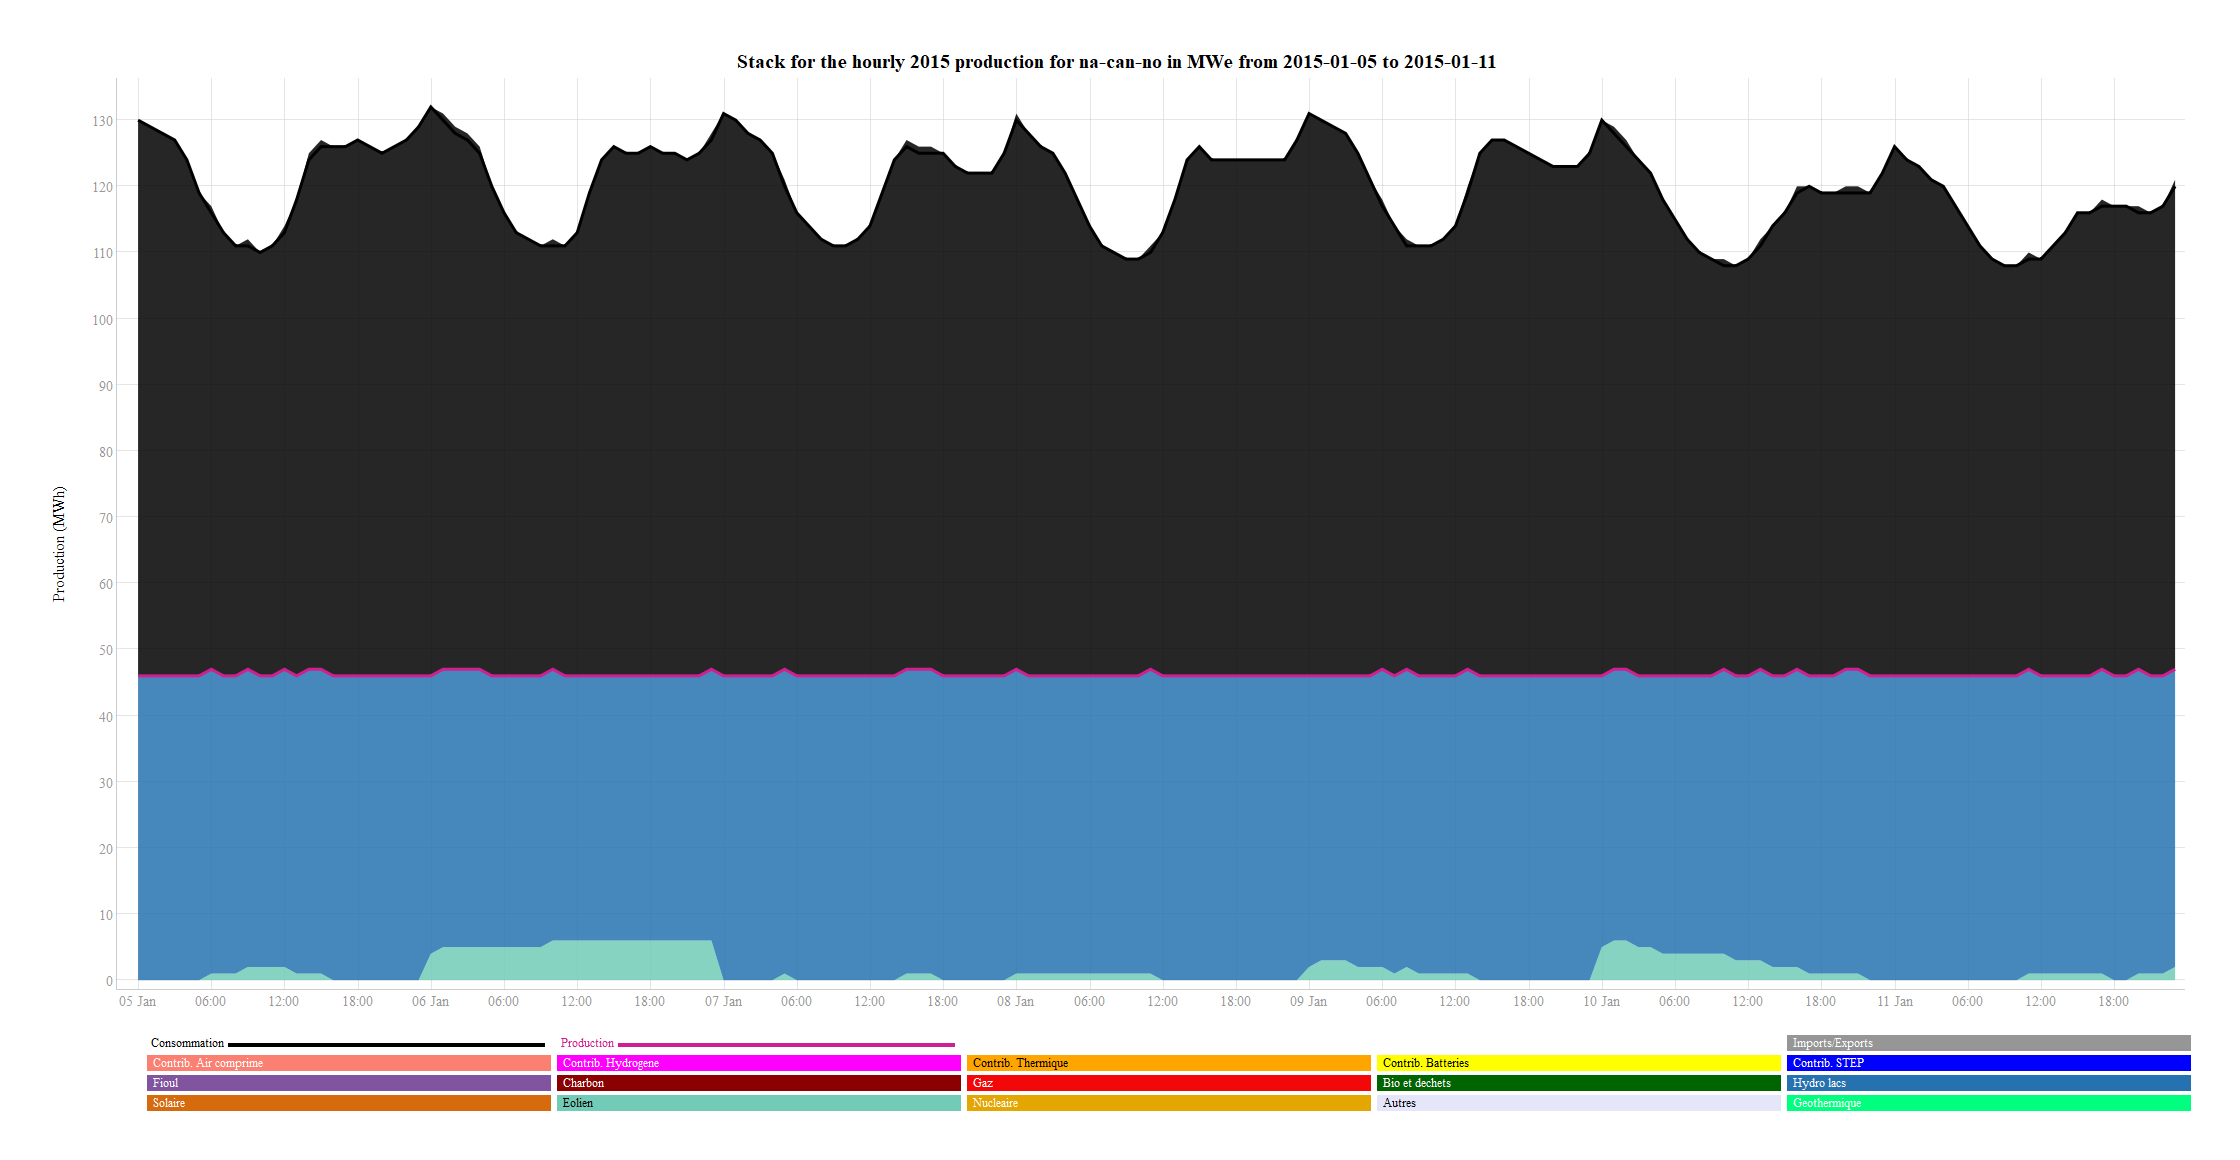 Stack for the hourly 2015 production for na-can-no in MWe from 2015-01-05 to 2015-01-11
Production (MWh)
130
120
110
100
90
80
70
60
50
40
30
20
10
0
05 Jan 06:00 12:00 18:00 06 Jan 06:00 12:00 18:00 07 Jan 06:00 12:00 18:00 08 Jan 06:00 12:00 18:00 09 Jan 06:00 12:00 18:00 10 Jan 06:00 12:00 18:00 11 Jan 06:00 12:00 18:00
Consommation Production Imports/Exports
Contrib. Air comprime Contrib. Hydrogene Contrib. Thermique Contrib. Batteries Contrib. STEP
Fioul Charbon Gaz Bio et dechets Hydro lacs
Solaire Eolien Nucleaire Autres Geothermique